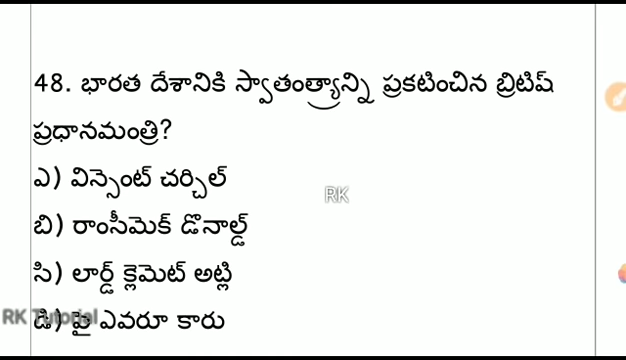 48. భారత దేశానికి స్వాతంత్ర్యాన్ని ప్రకటించిన బ్రిటిష్
ప్రధానమంత్రి?
ఎ) విన్సెంట్ చర్చిల్
RK
బి) రాంసీమెక్ డొనాల్డ్
సి) లార్డ్ క్లెమెట్ అట్లి
RK Tutorial
డి) పై ఎవరూ కారు